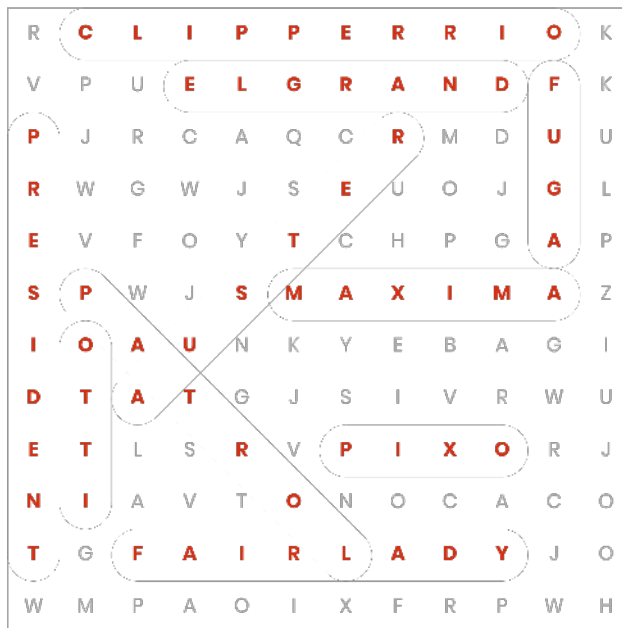 R C L I P P E R R I O K
V P U E L G R A N D F K
P J R C A Q C R M D U U
R W G W J S E U O J G L
E V F O Y T C H P G A P
S P W J S M A X I M A Z
I O A U N K Y E B A G I
D T A T G J S I V R W U
E T L S R V P I X O R J
N I A V T O N O C A C O
T G F A I R L A D Y J O
W M P A O I X F R P W H